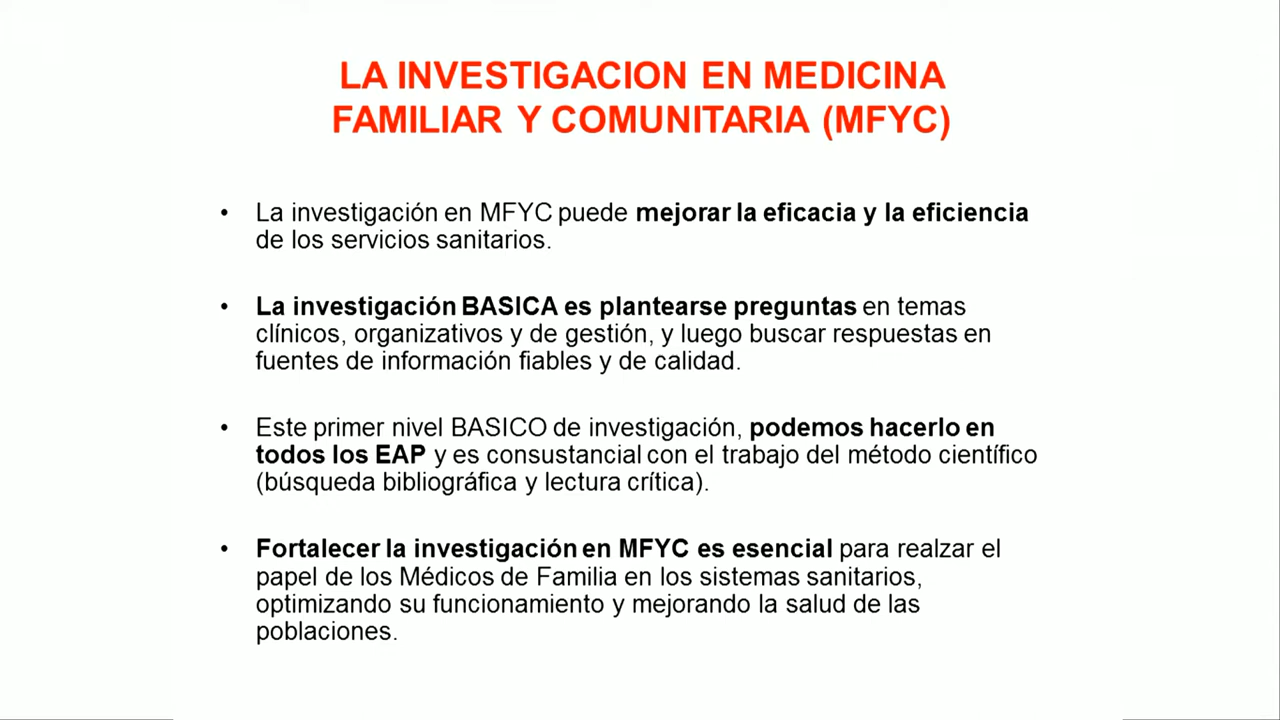 LA INVESTIGACION EN MEDICINA
FAMILIAR Y COMUNITARIA (MFYC)
• La investigación en MFYC puede mejorar la eficacia y la eficiencia
de los servicios sanitarios.
• La investigación BASICA es plantearse preguntas en temas
clínicos, organizativos y de gestión, y luego buscar respuestas en
fuentes de información fiables y de calidad.
• Este primer nivel BASICO de investigación, podemos hacerlo en
todos los EAP y es consustancial con el trabajo del método científico
(búsqueda bibliográfica y lectura crítica).
• Fortalecer la investigación en MFYC es esencial para realzar el
papel de los Médicos de Familia en los sistemas sanitarios,
optimizando su funcionamiento y mejorando la salud de las
poblaciones.